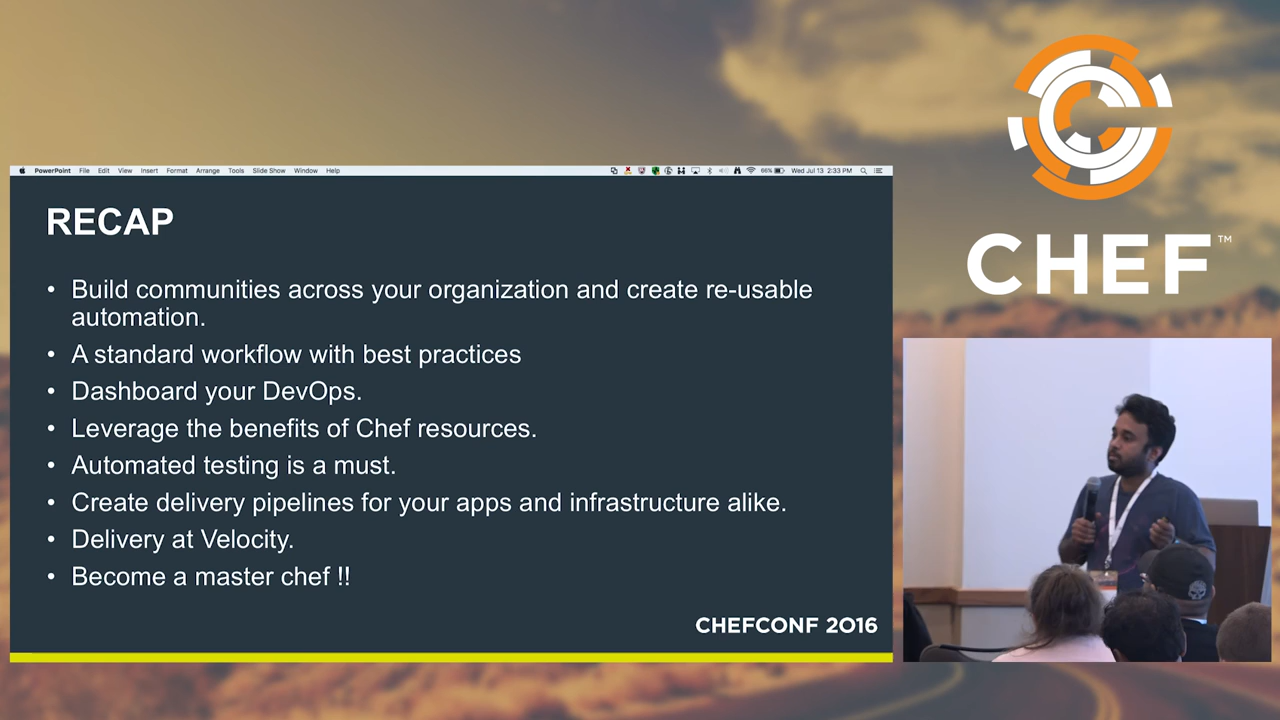 PowerPoint File Edit View Insert Format Arrange Tools Slide Show Window Help 66% Wed Jul 13 2:33 PM
RECAP
• Build communities across your organization and create re-usable
automation.
• A standard workflow with best practices
• Dashboard your DevOps.
• Leverage the benefits of Chef resources.
• Automated testing is a must.
• Create delivery pipelines for your apps and infrastructure alike.
• Delivery at Velocity.
• Become a master chef !!
CHEFCONF 2016
CHEF™